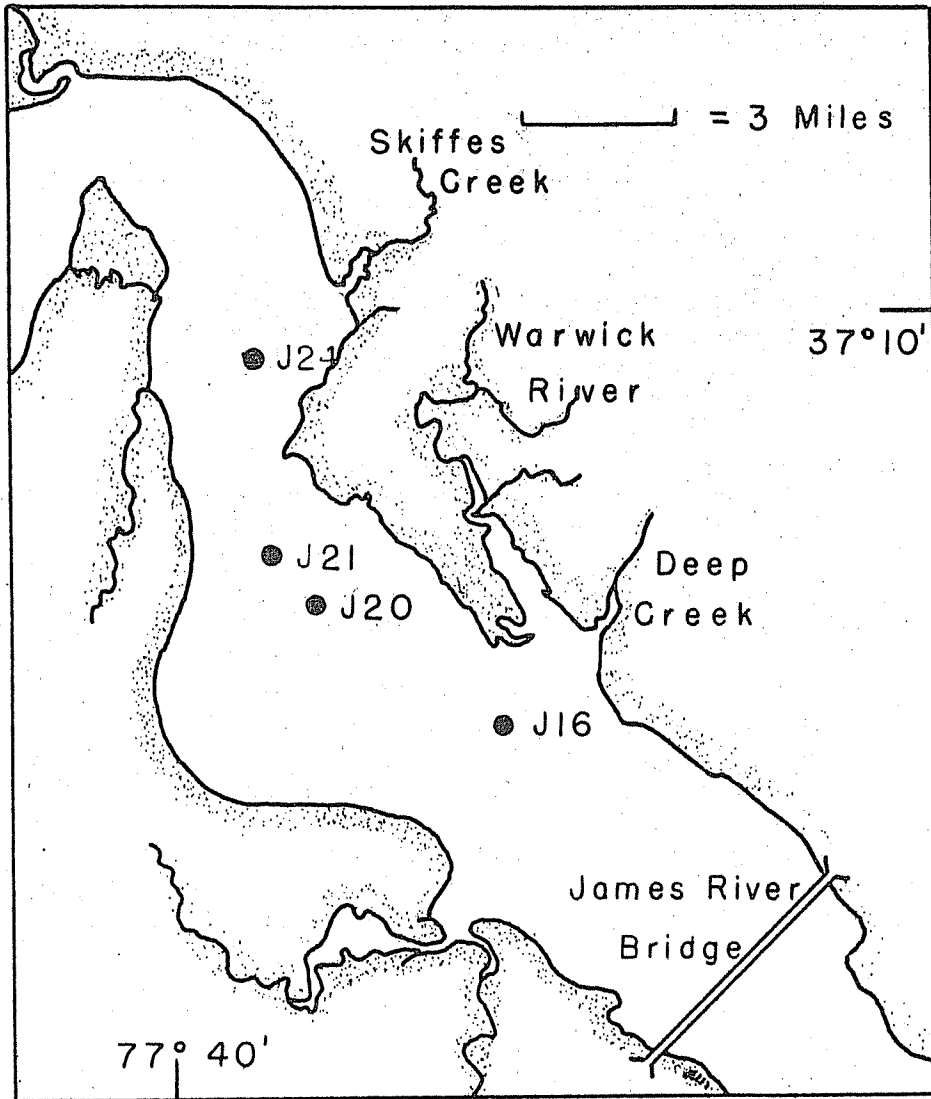 = 3 Miles
Skiffes
Creek
37°10'
Warwick
River
J24
J21
J20
Deep
Creek
J16
James River
Bridge
77° 40'